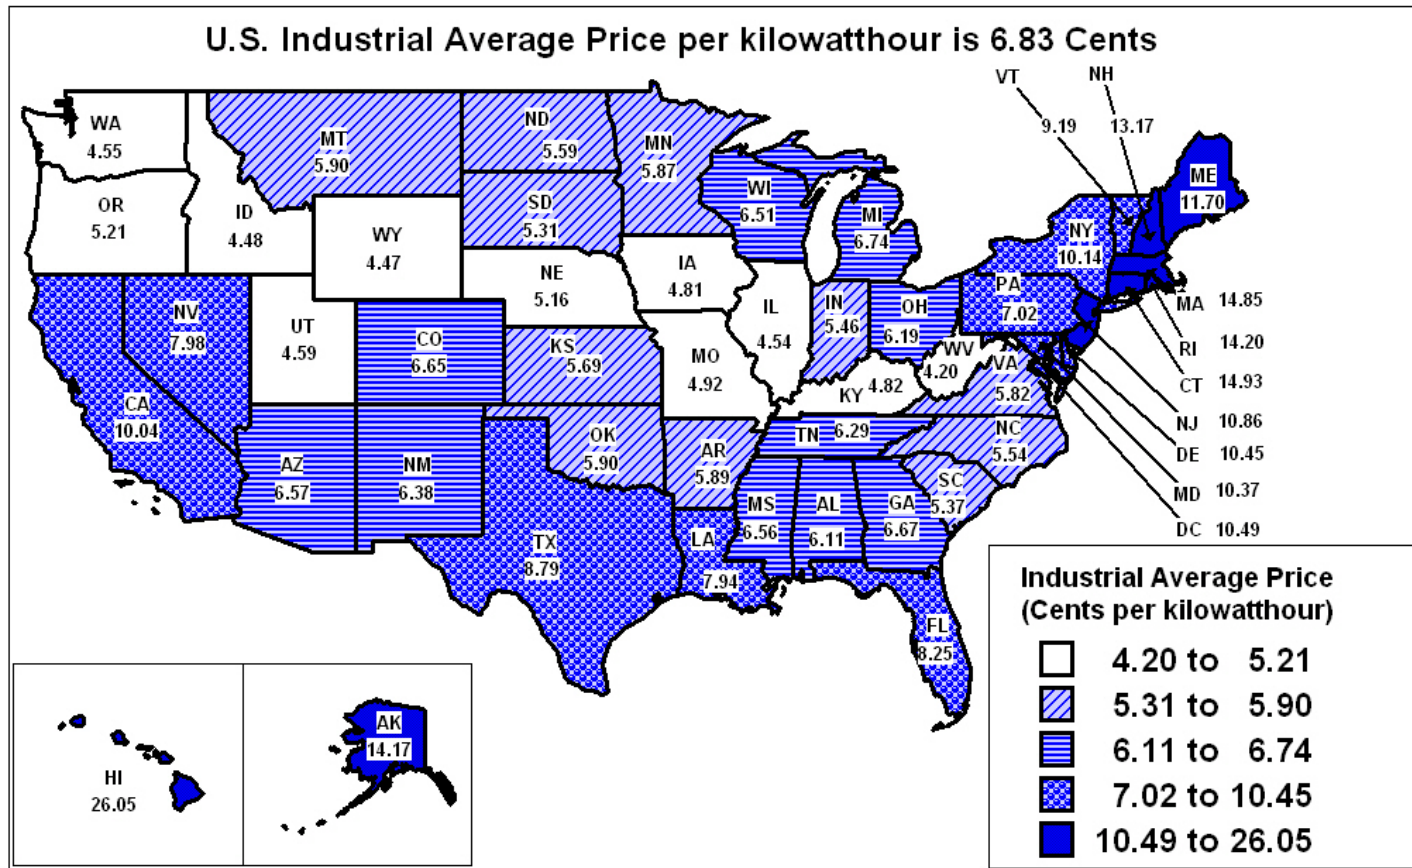 U.S. Industrial Average Price per kilowatthour is 6.83 Cents
VT
9.19
NH
13.17
WA
4.55
MT
5.90
ND
5.59
MN
5.87
ME
11.70
OR
5.21
ID
4.48
WY
4.47
SD
5.31
WI
6.51
MI
6.74
NY
10.14
NE
5.16
IA
4.81
PA
7.02
MA 14.85
NV
7.98
UT
4.59
CO
6.65
KS
5.69
MO
4.92
IL
4.54
IN
5.46
OH
6.19
WV
4.20
VA
5.82
RI 14.20
KY 4.82
CT 14.93
CA
10.04
NJ 10.86
AZ
6.57
NM
6.38
OK
5.90
AR
5.89
TN 6.29
NC
5.54
DE 10.45
SC
5.37
MD 10.37
MS
6.56
AL
6.11
GA
6.67
DC 10.49
TX
8.79
LA
7.94
FL
8.25
HI
26.05
AK
14.17
Industrial Average Price
(Cents per kilowatthour)
4.20 to 5.21
5.31 to 5.90
6.11 to 6.74
7.02 to 10.45
10.49 to 26.05